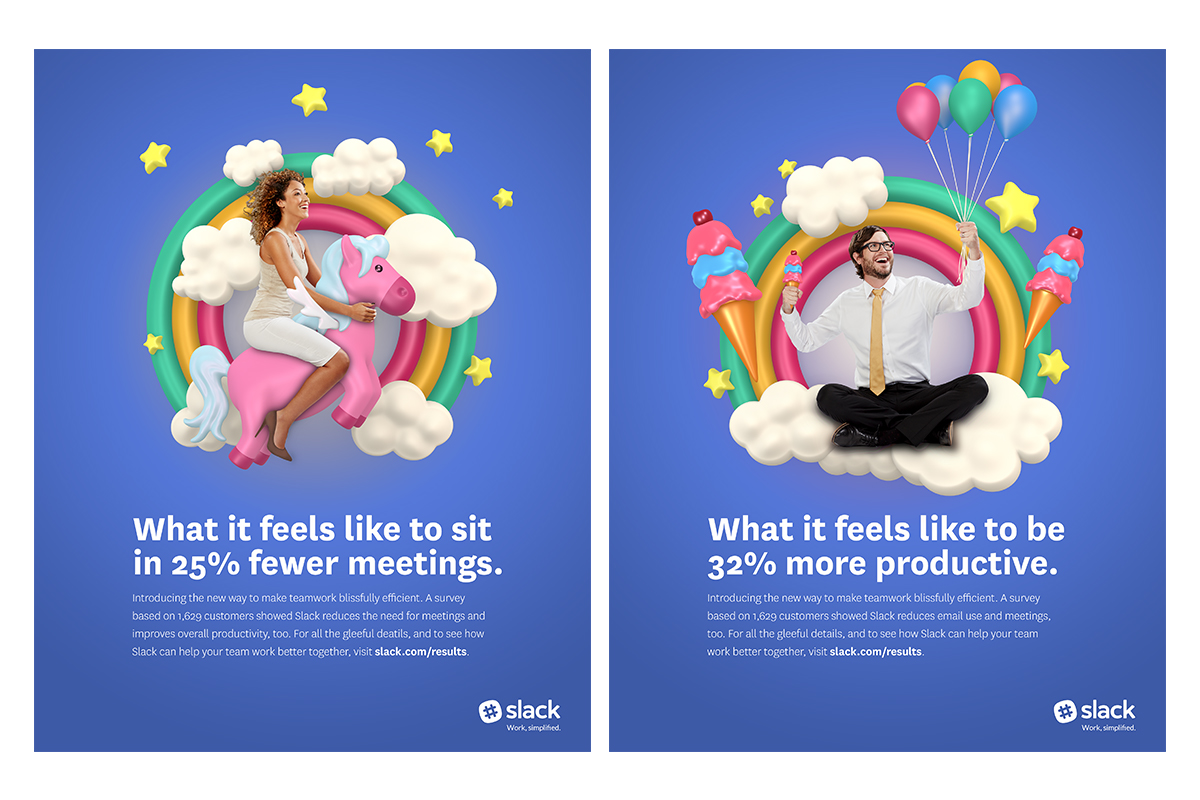 What it feels like to sit
in 25% fewer meetings.
Introducing the new way to make teamwork blissfully efficient. A survey
based on 1,629 customers showed Slack reduces the need for meetings and
improves overall productivity, too. For all the gleeful deatils, and to see how
Slack can help your team work better together, visit slack.com/results.
slack
Work, simplified.
What it feels like to be
32% more productive.
Introducing the new way to make teamwork blissfully efficient. A survey
based on 1,629 customers showed Slack reduces email use and meetings,
too. For all the gleeful details, and to see how Slack can help your team
work better together, visit slack.com/results.
slack
Work, simplified.